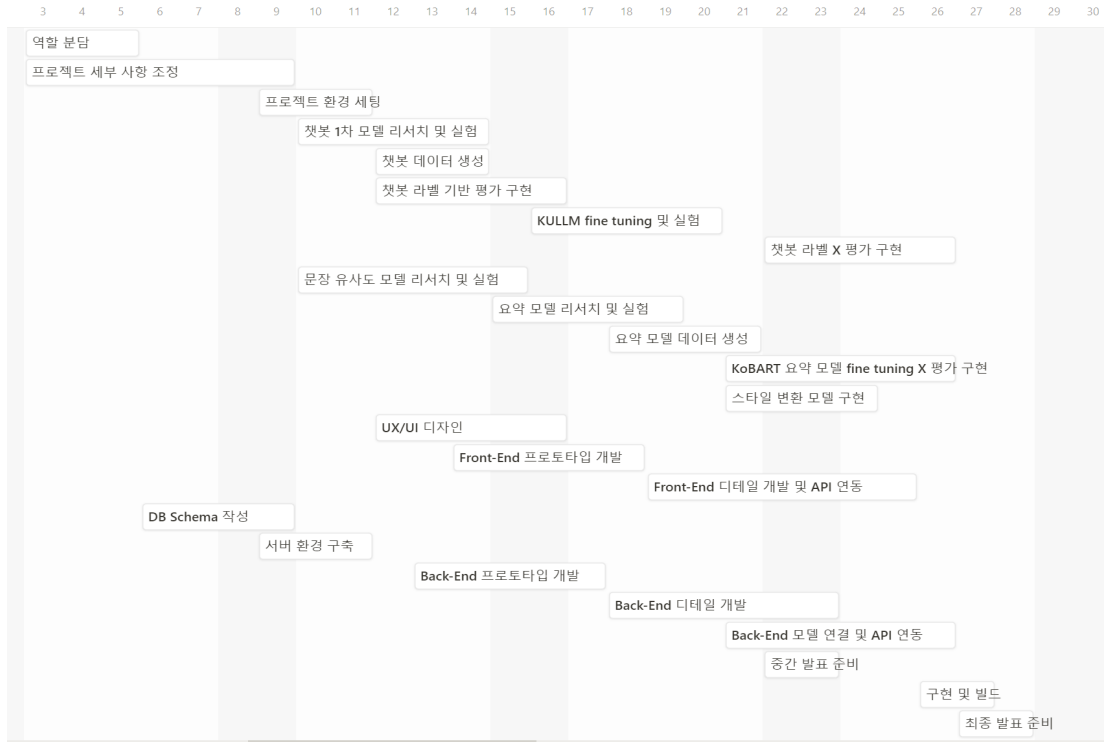 3 4 5 6 7 8 9 10 11 12 13 14 15 16 17 18 19 20 21 22 23 24 25 26 27 28 29 30
역할 분담
프로젝트 세부 사항 조정
프로젝트 환경 세팅
챗봇 1차 모델 리서치 및 실험
챗봇 데이터 생성
챗봇 라벨 기반 평가 구현
KULLM fine tuning 및 실험
챗봇 라벨 X 평가 구현
문장 유사도 모델 리서치 및 실험
요약 모델 리서치 및 실험
요약 모델 데이터 생성
KoBART 요약 모델 fine tuning X 평가 구현
스타일 변환 모델 구현
UX/UI 디자인
Front-End 프로토타입 개발
Front-End 디테일 개발 및 API 연동
DB Schema 작성
서버 환경 구축
Back-End 프로토타입 개발
Back-End 디테일 개발
Back-End 모델 연결 및 API 연동
중간 발표 준비
구현 및 빌드
최종 발표 준비